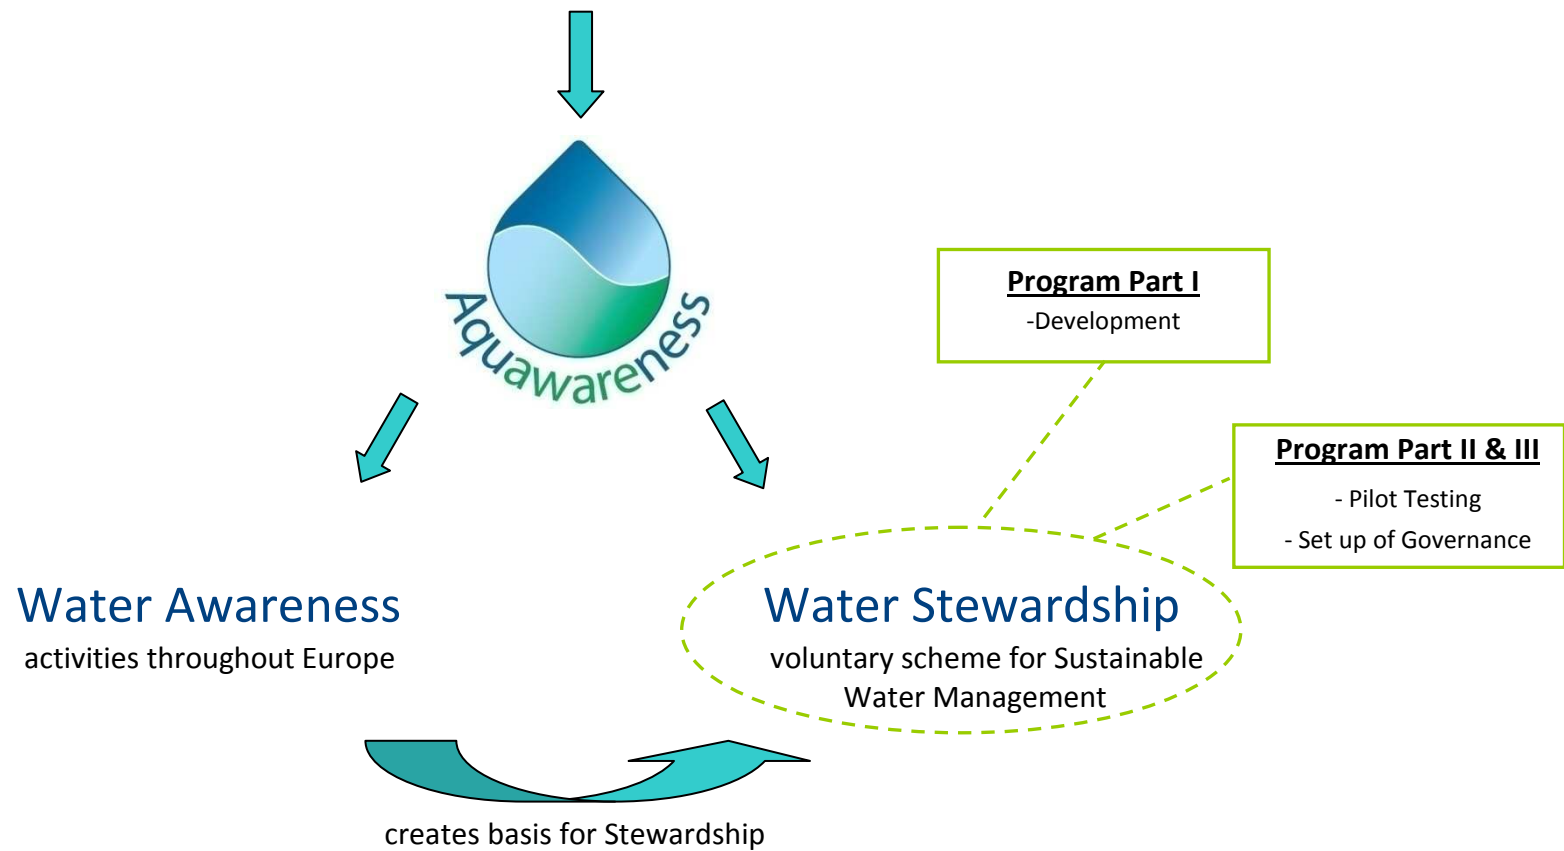 Aquawareness
Program Part I
-Development
Program Part II & III
- Pilot Testing
- Set up of Governance
Water Awareness
activities throughout Europe
Water Stewardship
voluntary scheme for Sustainable
Water Management
creates basis for Stewardship